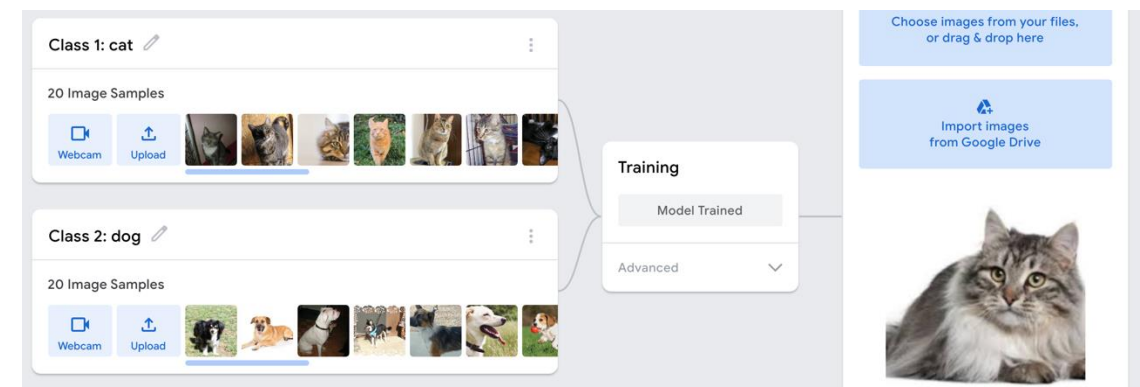 Class 1: cat
20 Image Samples
Webcam
Upload
Class 2: dog
20 Image Samples
Webcam
Upload
Training
Model Trained
Advanced
Choose images from your files,
or drag & drop here
Import images
from Google Drive